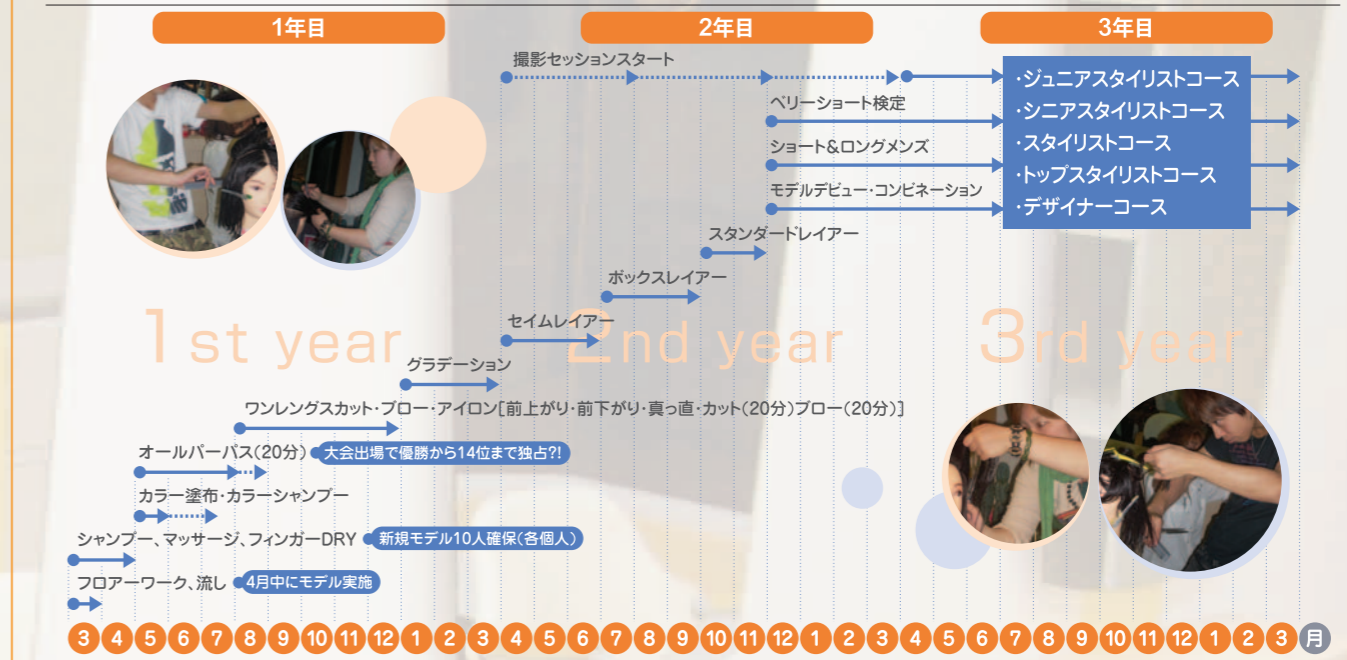 1年目
2年目
3年目
撮影セッションスタート
・ジュニアスタイリストコース
・シニアスタイリストコース
・スタイリストコース
・トップスタイリストコース
・デザイナーコース
ベリーショート検定
ショート&ロングメンズ
モデルデビュー・コンビネーション
スタンダードレイアー
ボックスレイアー
セイムレイアー
1st year
2nd year
3rd year
グラデーション
ワンレングスカット・ブロー・アイロン[前上がり・前下がり・真っ直・カット(20分)ブロー(20分)]
オールパーパス(20分) 大会出場で優勝から14位まで独占?!
カラー塗布・カラーシャンプー
シャンプー、マッサージ、フィンガーDRY 新規モデル10人確保(各個人)
フロアーワーク、流し 4月中にモデル実施
3 4 5 6 7 8 9 10 11 12 1 2 3 4 5 6 7 8 9 10 11 12 1 2 3 4 5 6 7 8 9 10 11 12 1 2 3 月